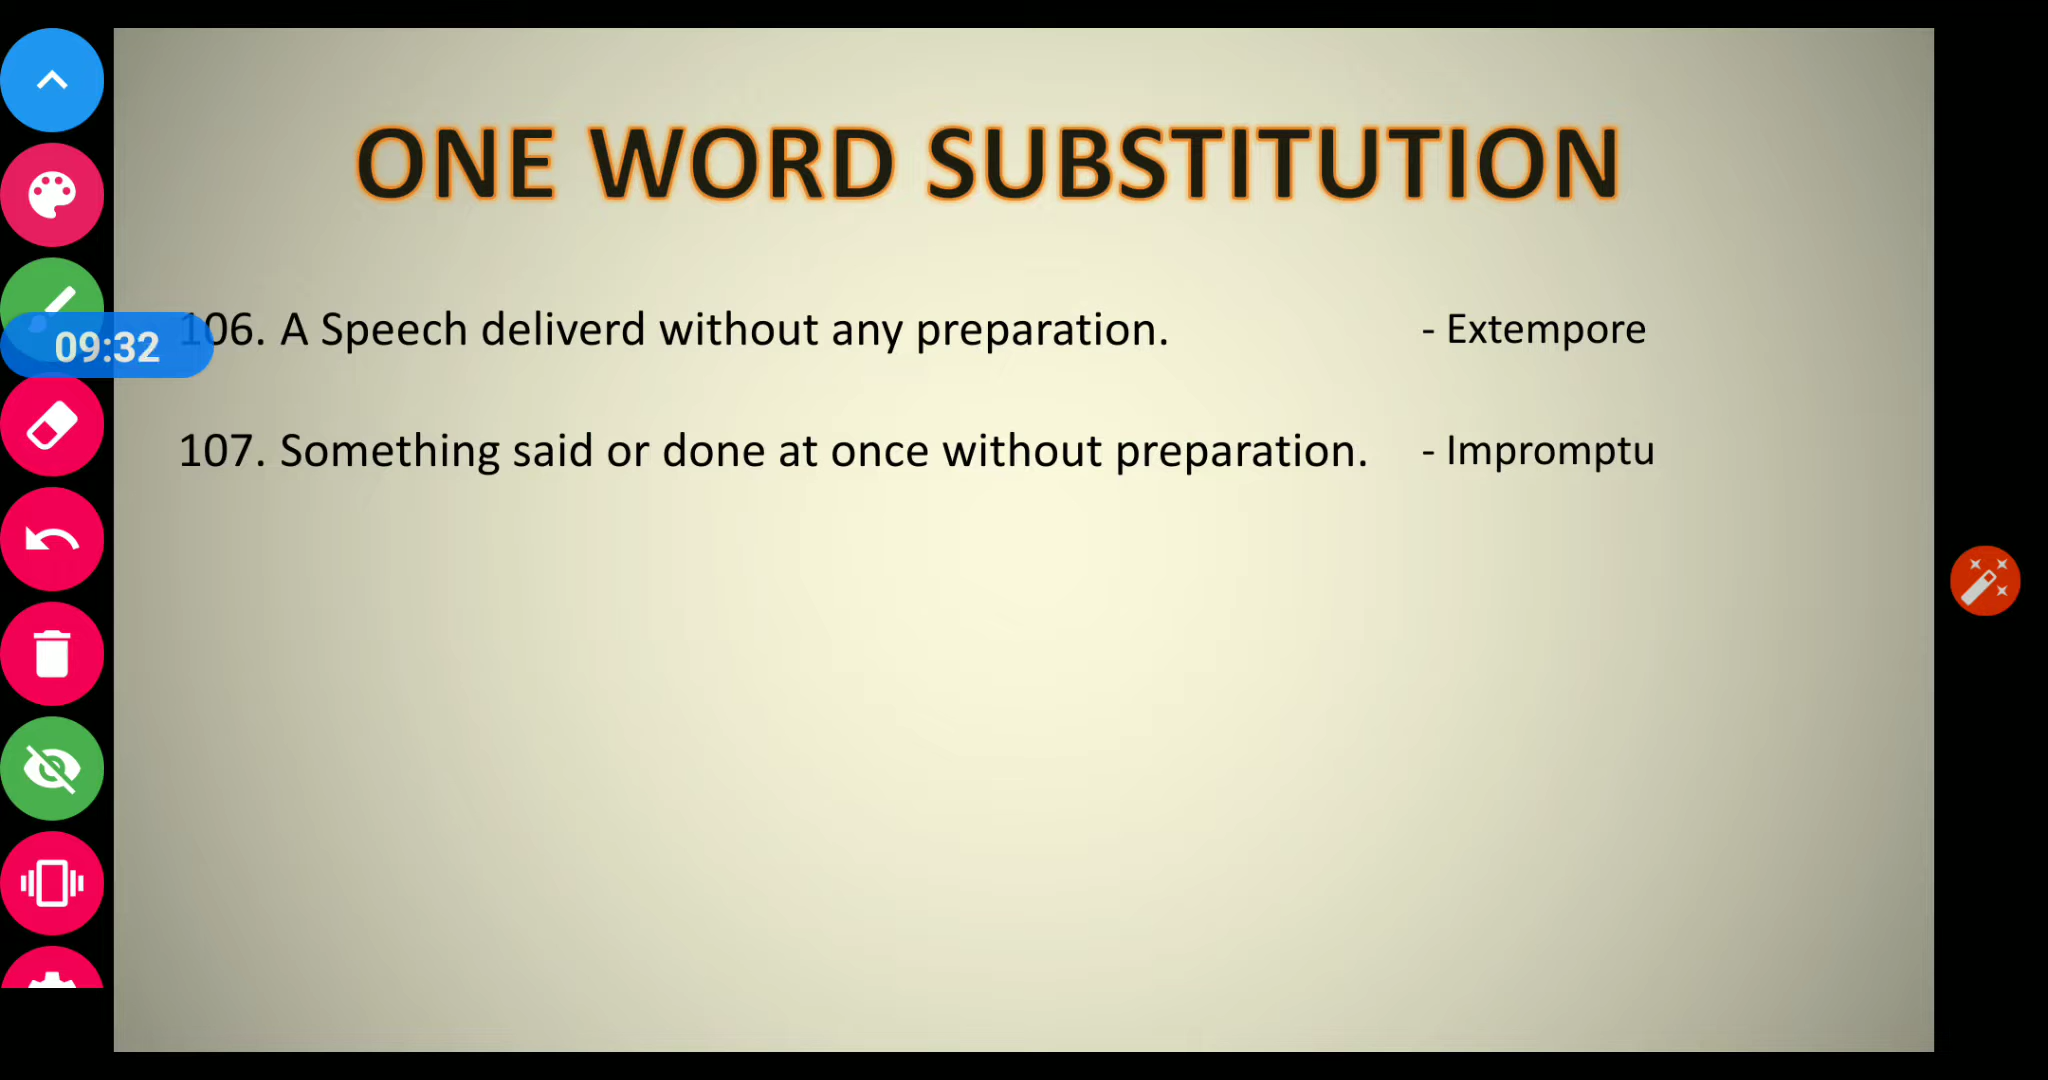 ONE WORD SUBSTITUTION
106. A Speech deliverd without any preparation. - Extempore
09:32
107. Something said or done at once without preparation. - Impromptu